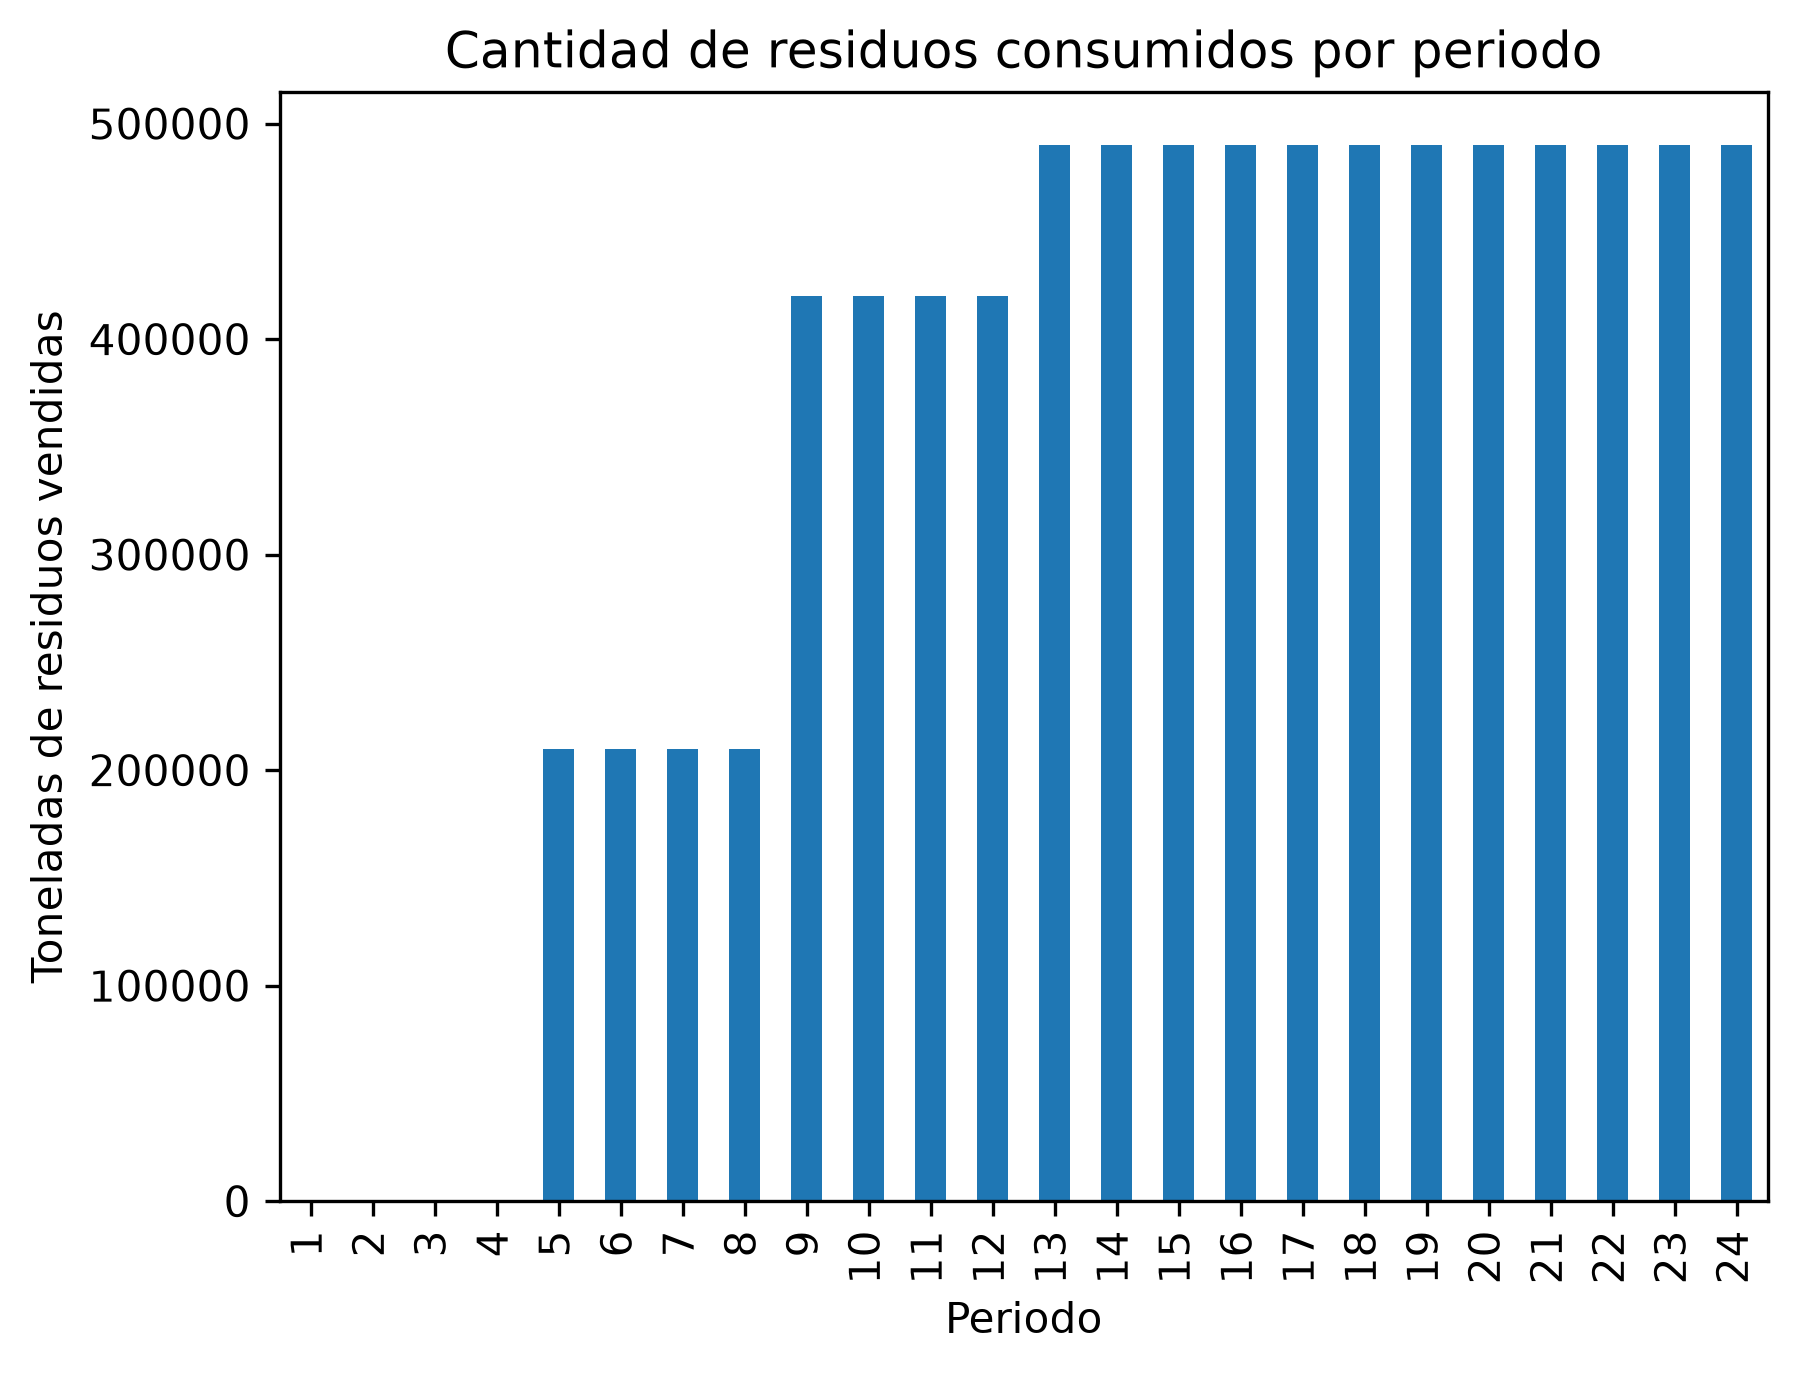 Cantidad de residuos consumidos por periodo
Toneladas de residuos vendidas
500000
400000
300000
200000
100000
0
1 2 3 4 5 6 7 8 9 10 11 12 13 14 15 16 17 18 19 20 21 22 23 24
Periodo